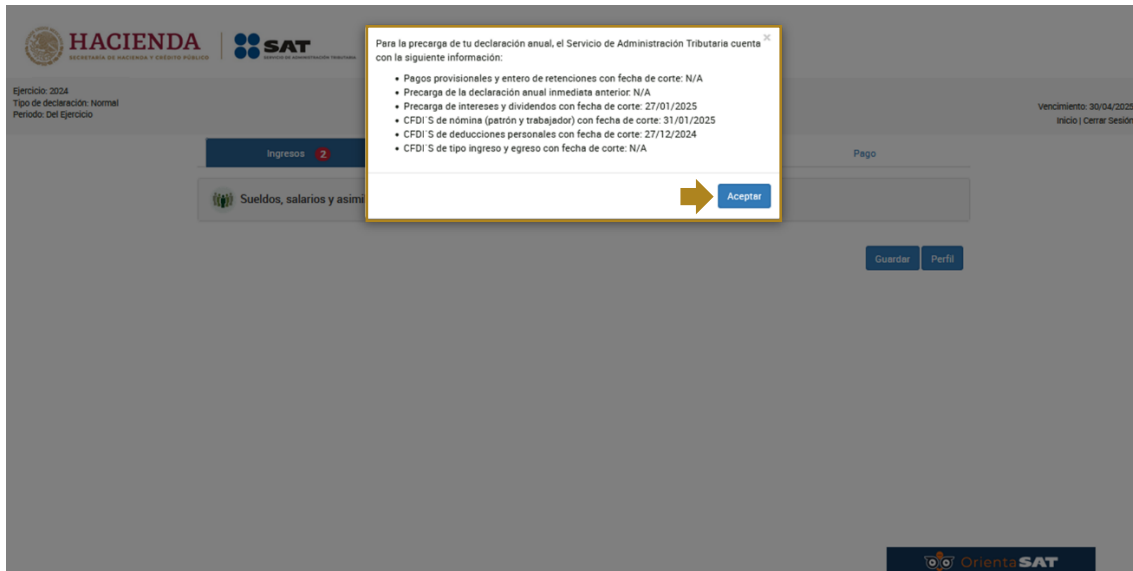 HACIENDA
SECRETARÍA DE HACIENDA Y CRÉDITO PÚBLICO
SAT
SERVICIO DE ADMINISTRACIÓN TRIBUTARIA
Ejercicio: 2024
Tipo de declaración: Normal
Periodo: Del Ejercicio
Vencimiento: 30/04/2025
Inicio | Cerrar Sesión
Para la precarga de tu declaración anual, el Servicio de Administración Tributaria cuenta
con la siguiente información:
• Pagos provisionales y entero de retenciones con fecha de corte: N/A
• Precarga de la declaración anual inmediata anterior: N/A
• Precarga de intereses y dividendos con fecha de corte: 27/01/2025
• CFDI´S de nómina (patrón y trabajador) con fecha de corte: 31/01/2025
• CFDI´S de deducciones personales con fecha de corte: 27/12/2024
• CFDI´S de tipo ingreso y egreso con fecha de corte: N/A
Aceptar
Ingresos 2
Pago
Sueldos, salarios y asimi
Guardar Perfil
OrientaSAT